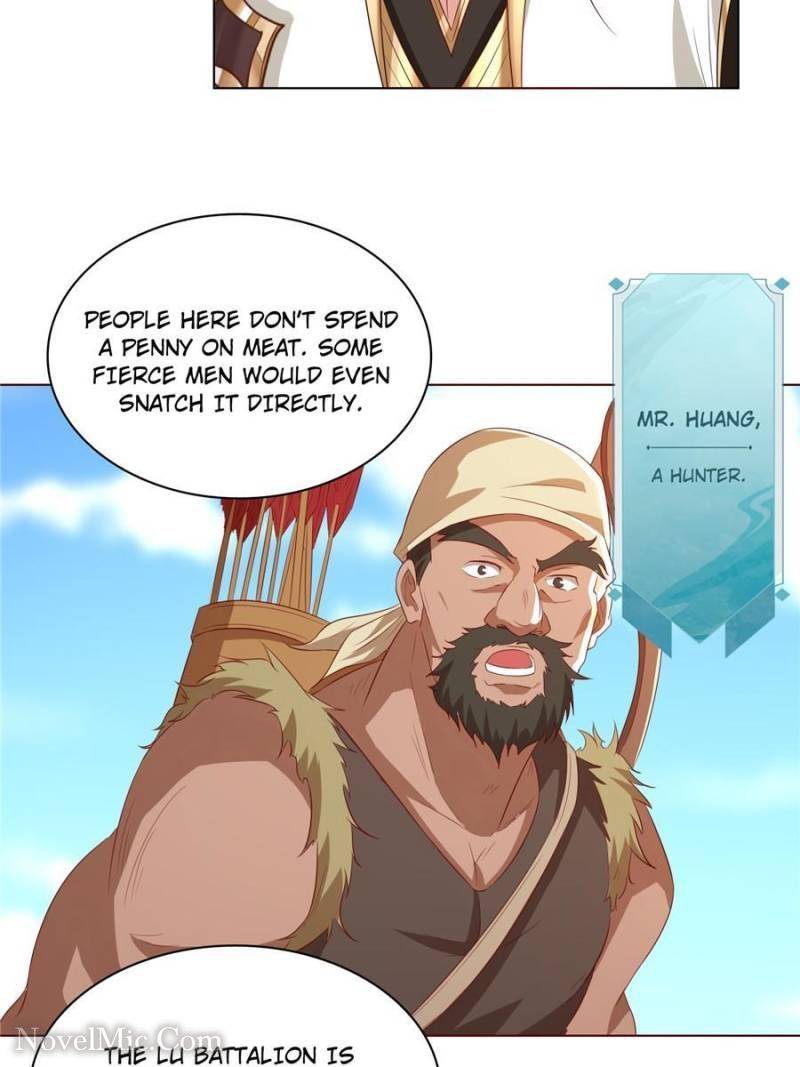 PEOPLE HERE DON'T SPEND
A PENNY ON MEAT. SOME
FIERCE MEN WOULD EVEN
SNATCH IT DIRECTLY.
MR. HUANG,
A HUNTER.
THE LU BATTALION IS
NovelMic.Com